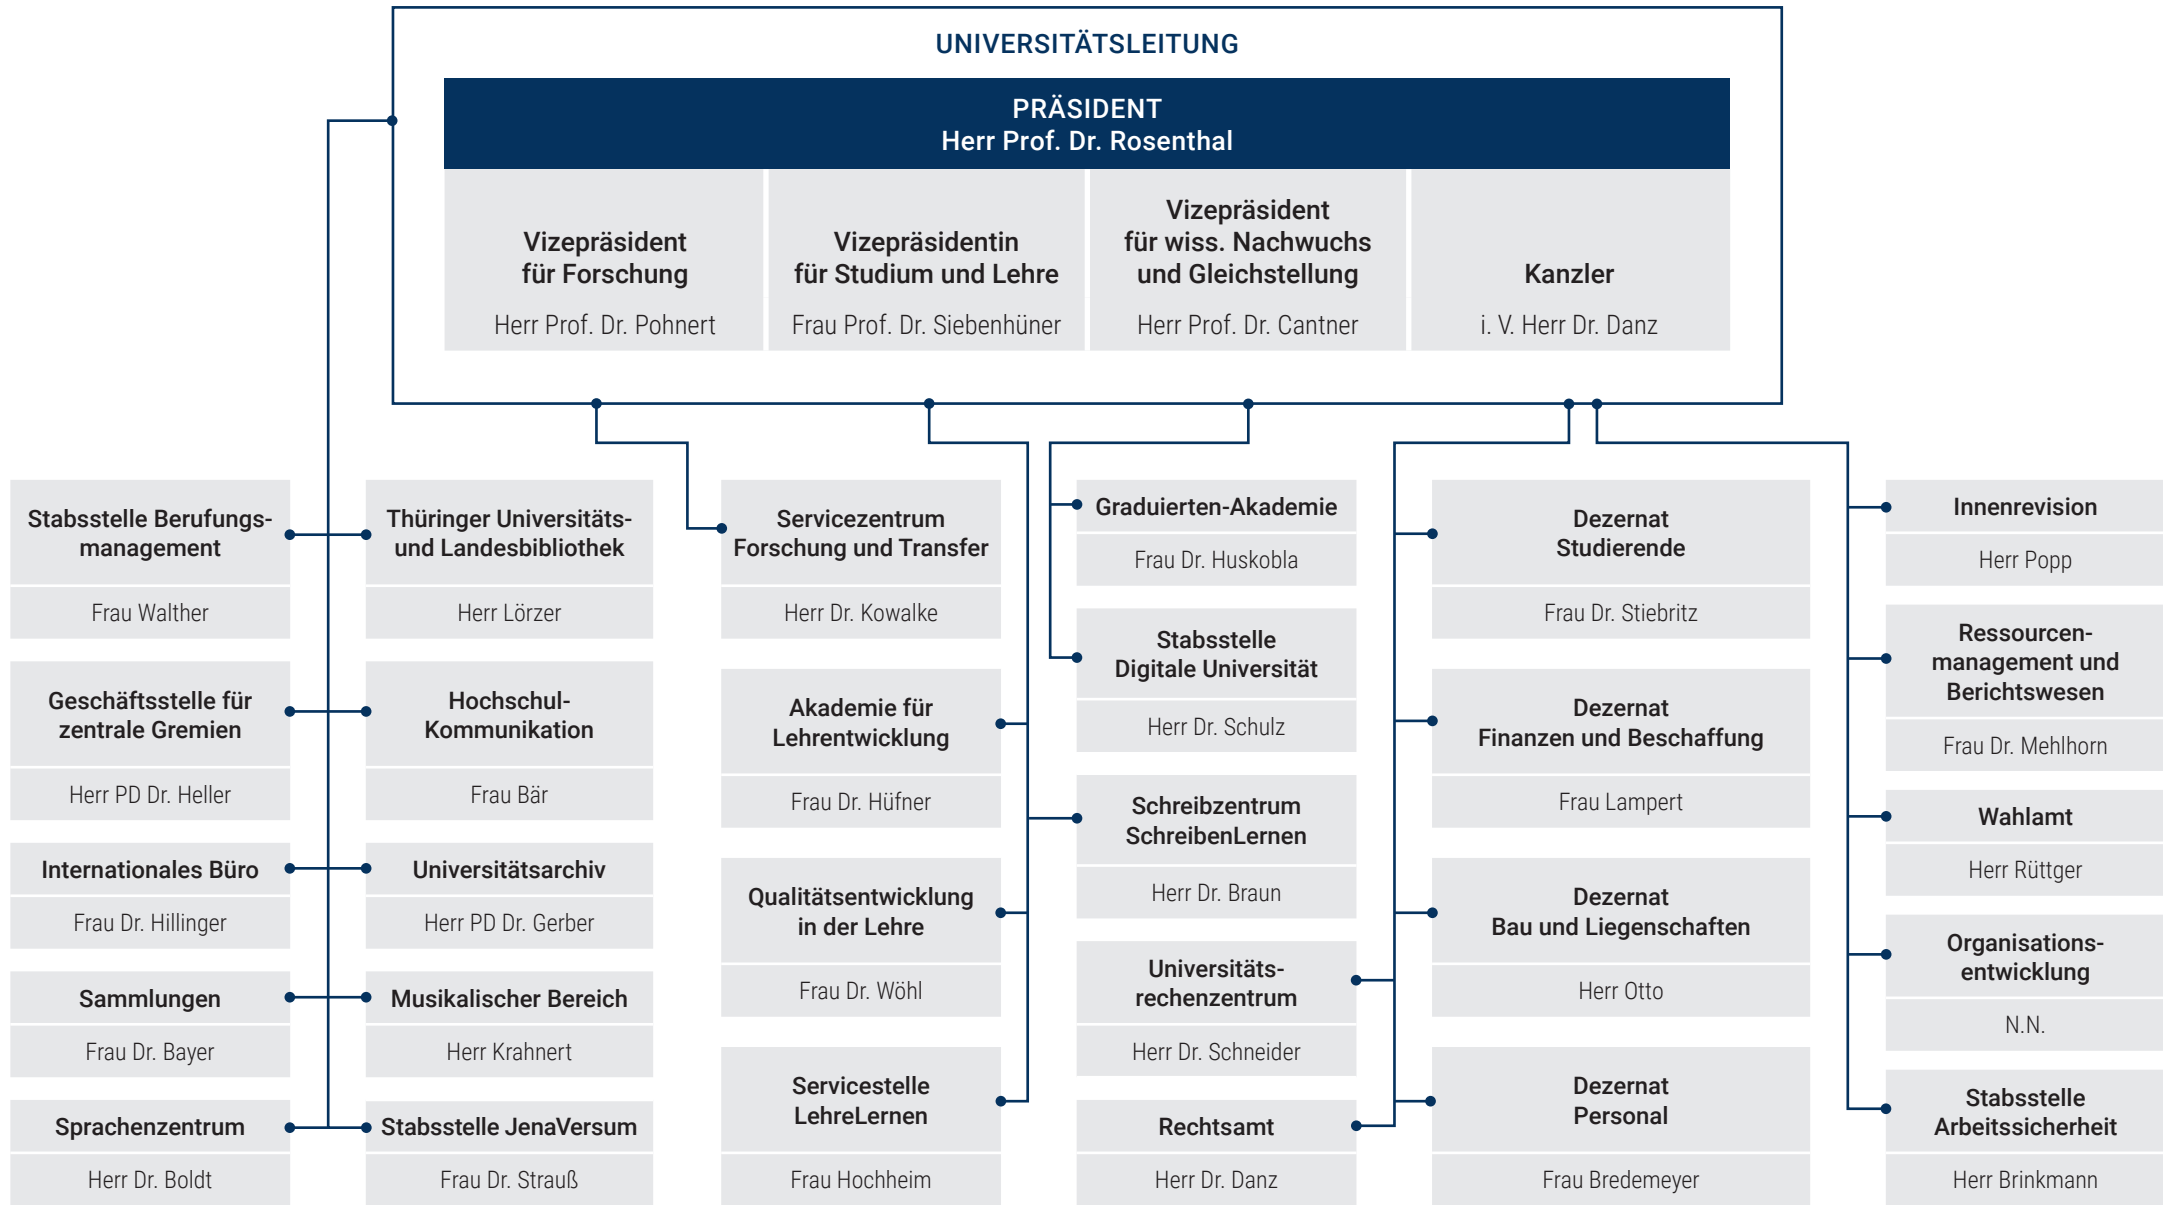 UNIVERSITÄTSLEITUNG
PRÄSIDENT
Herr Prof. Dr. Rosenthal
Vizepräsident
für Forschung
Herr Prof. Dr. Pohnert
Vizepräsidentin
für Studium und Lehre
Frau Prof. Dr. Siebenhüner
Vizepräsident
für wiss. Nachwuchs
und Gleichstellung
Herr Prof. Dr. Cantner
Kanzler
i. V. Herr Dr. Danz
Stabsstelle Berufungs-
management
Frau Walther
Geschäftsstelle für
zentrale Gremien
Herr PD Dr. Heller
Internationales Büro
Frau Dr. Hillinger
Sammlungen
Frau Dr. Bayer
Sprachenzentrum
Herr Dr. Boldt
Thüringer Universitäts-
und Landesbibliothek
Herr Lörzer
Hochschul-
Kommunikation
Frau Bär
Universitätsarchiv
Herr PD Dr. Gerber
Musikalischer Bereich
Herr Krahnert
Stabsstelle JenaVersum
Frau Dr. Strauß
Servicezentrum
Forschung und Transfer
Herr Dr. Kowalke
Akademie für
Lehrentwicklung
Frau Dr. Hüfner
Qualitätsentwicklung
in der Lehre
Frau Dr. Wöhl
Servicestelle
LehreLernen
Frau Hochheim
Graduierten-Akademie
Frau Dr. Huskobla
Stabsstelle
Digitale Universität
Herr Dr. Schulz
Schreibzentrum
SchreibenLernen
Herr Dr. Braun
Universitäts-
rechenzentrum
Herr Dr. Schneider
Rechtsamt
Herr Dr. Danz
Dezernat
Studierende
Frau Dr. Stiebritz
Dezernat
Finanzen und Beschaffung
Frau Lampert
Dezernat
Bau und Liegenschaften
Herr Otto
Dezernat
Personal
Frau Bredemeyer
Innenrevision
Herr Popp
Ressourcen-
management und
Berichtswesen
Frau Dr. Mehlhorn
Wahlamt
Herr Rüttger
Organisations-
entwicklung
N.N.
Stabsstelle
Arbeitssicherheit
Herr Brinkmann